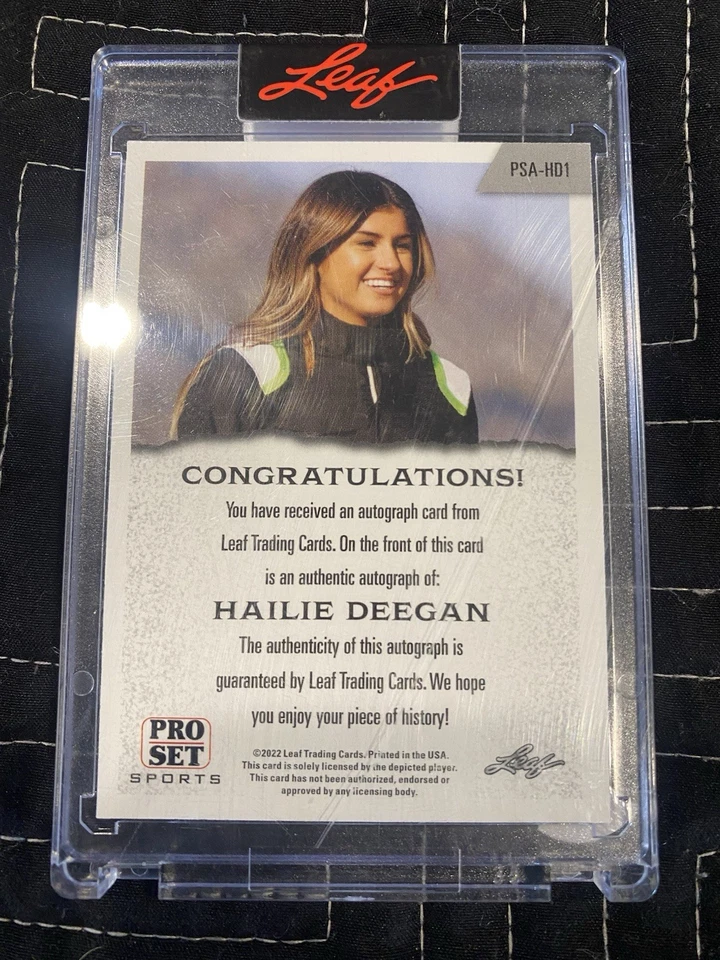 Leaf
PSA-HD1
CONGRATULATIONS!
You have received an autograph card from
Leaf Trading Cards. On the front of this card
is an authentic autograph of:
HAILIE DEEGAN
The authenticity of this autograph is
guaranteed by Leaf Trading Cards. We hope
you enjoy your piece of history!
PRO
SET
SPORTS
©2022 Leaf Trading Cards. Printed in the USA.
This card is solely licensed by the depicted player.
This card has not been authorized, endorsed or
approved by any licensing body.
Leaf